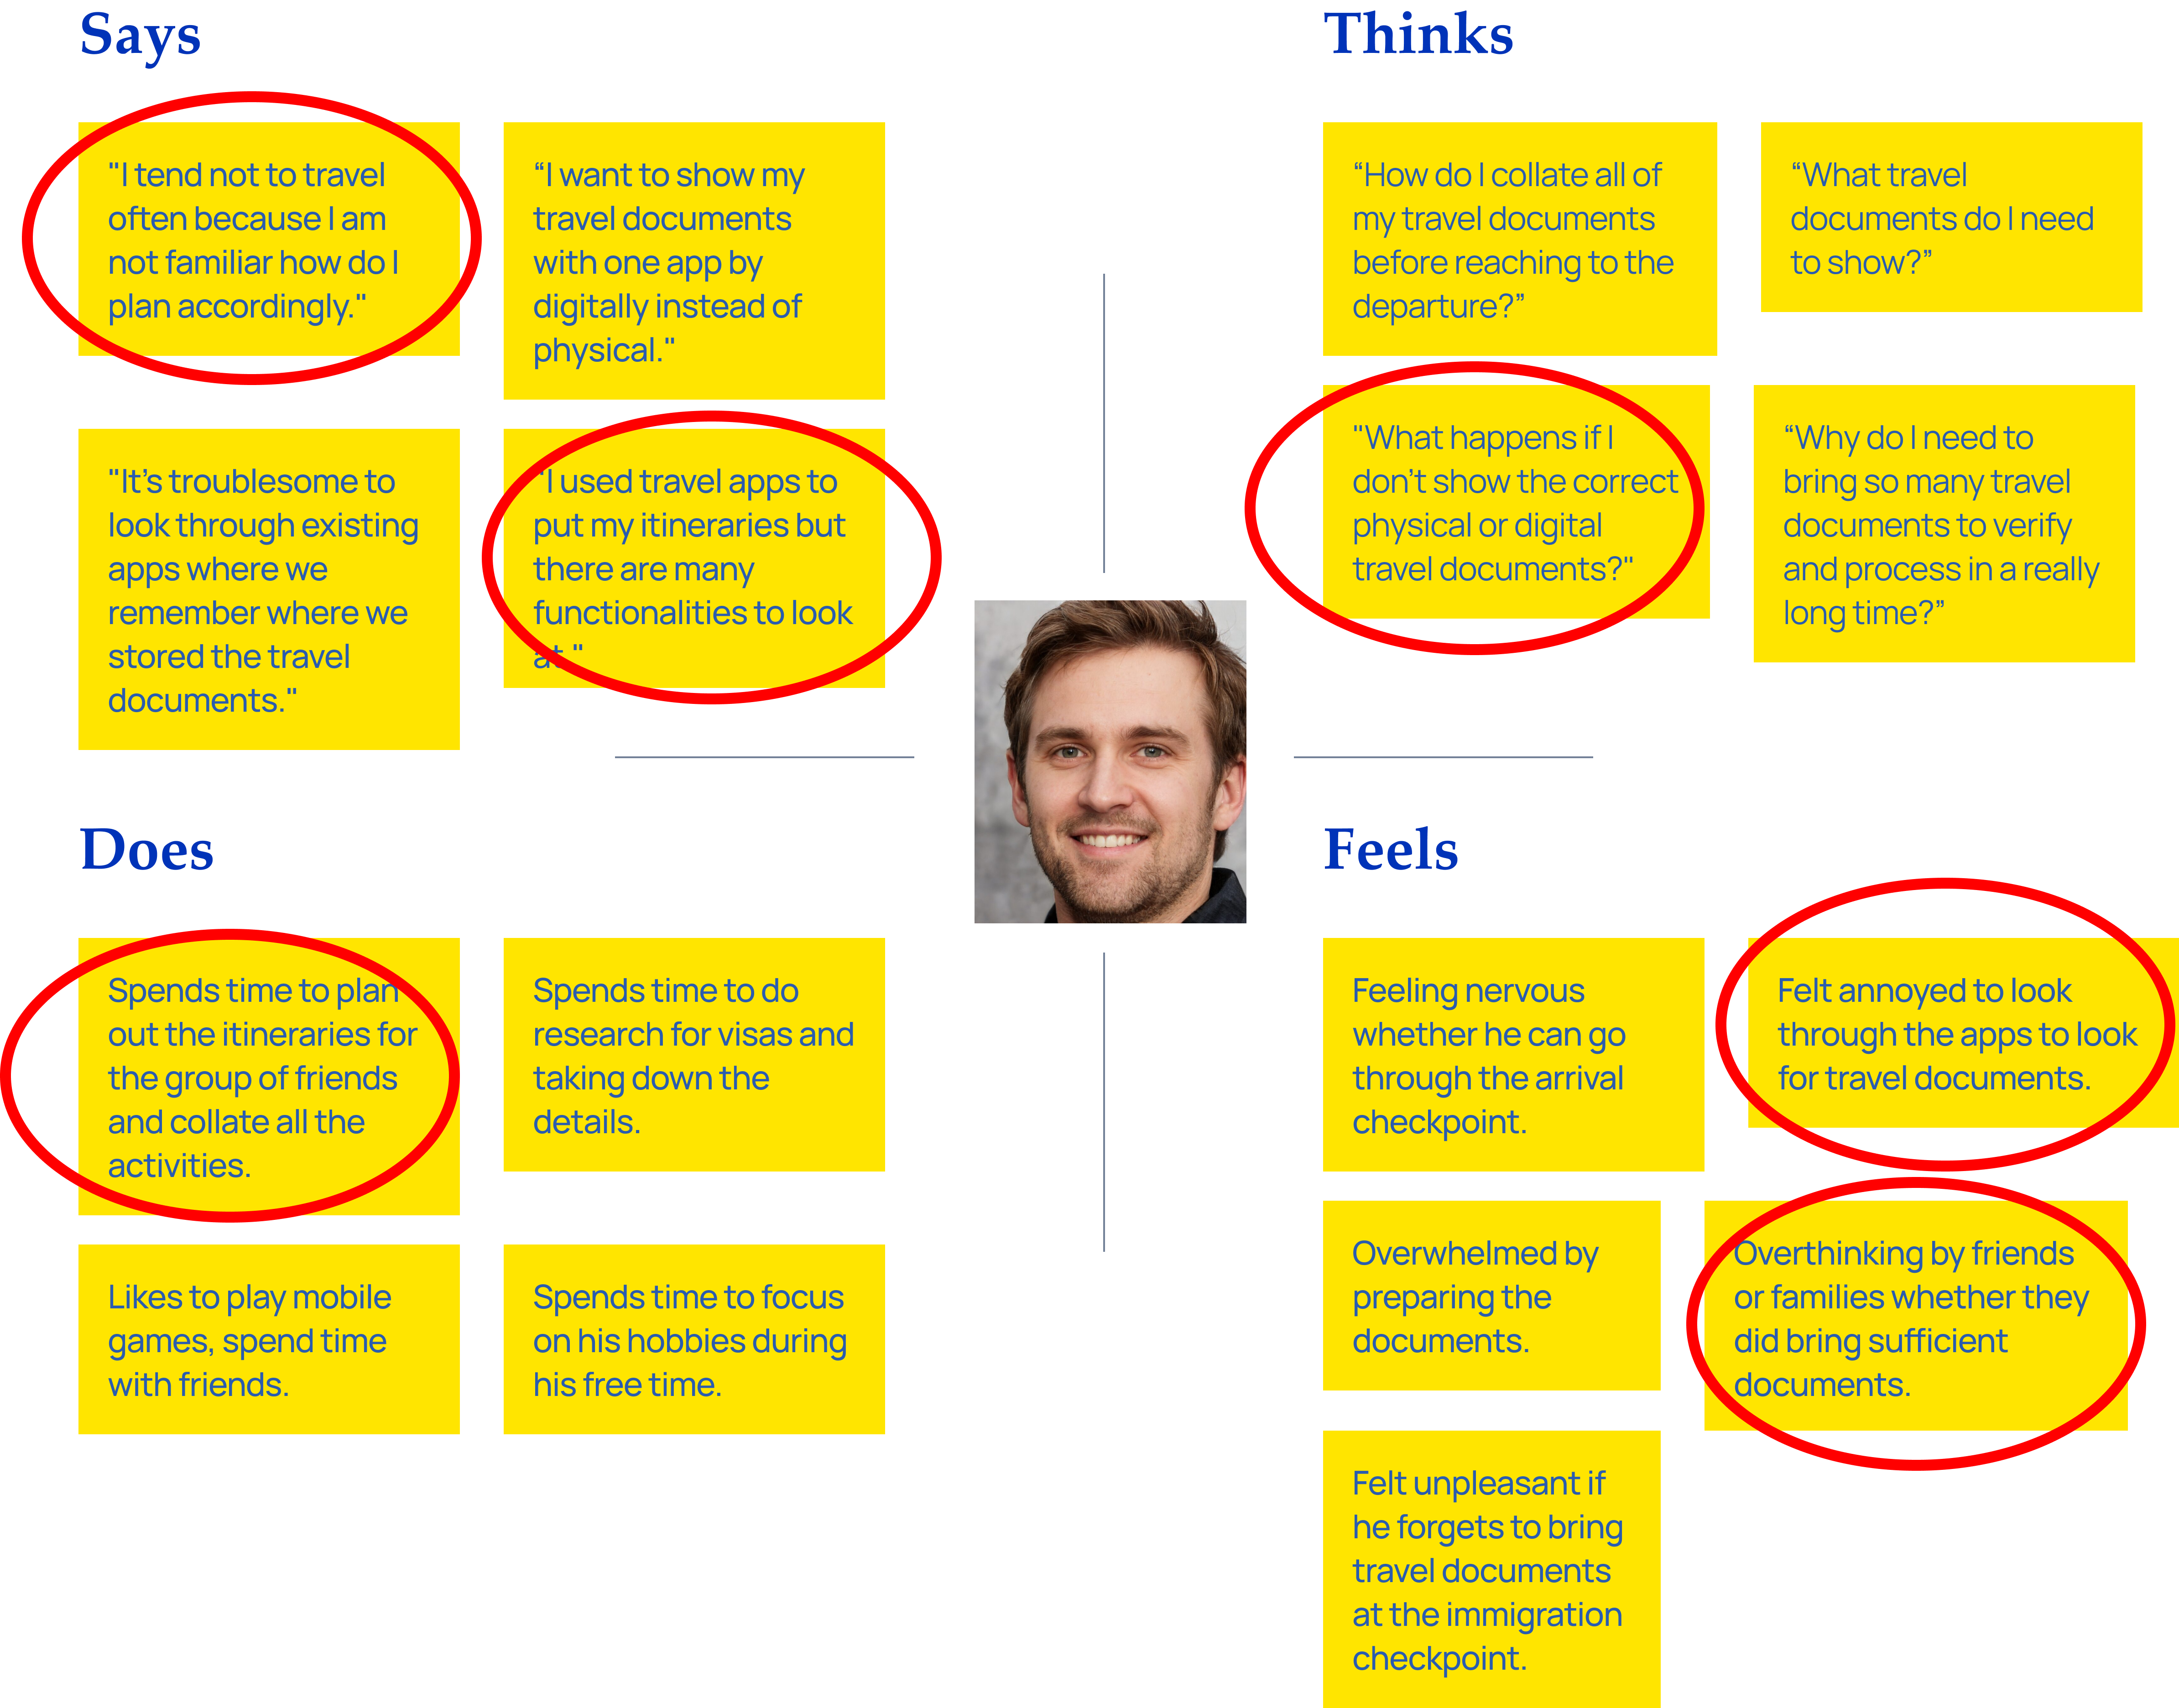 Says
"I tend not to travel
often because I am
not familiar how do I
plan accordingly."
“I want to show my
travel documents
with one app by
digitally instead of
physical."
"It’s troublesome to
look through existing
apps where we
remember where we
stored the travel
documents."
"I used travel apps to
put my itineraries but
there are many
functionalities to look
at."
Thinks
“How do I collate all of
my travel documents
before reaching to the
departure?”
“What travel
documents do I need
to show?”
"What happens if I
don’t show the correct
physical or digital
travel documents?"
“Why do I need to
bring so many travel
documents to verify
and process in a really
long time?”
Does
Spends time to plan
out the itineraries for
the group of friends
and collate all the
activities.
Spends time to do
research for visas and
taking down the
details.
Likes to play mobile
games, spend time
with friends.
Spends time to focus
on his hobbies during
his free time.
Feels
Feeling nervous
whether he can go
through the arrival
checkpoint.
Felt annoyed to look
through the apps to look
for travel documents.
Overwhelmed by
preparing the
documents.
Overthinking by friends
or families whether they
did bring sufficient
documents.
Felt unpleasant if
he forgets to bring
travel documents
at the immigration
checkpoint.